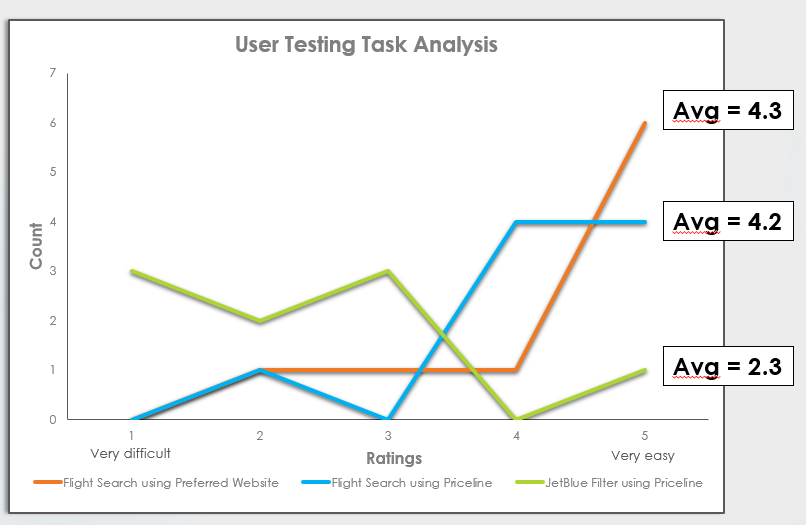 User Testing Task Analysis
7
6
5
4
3
2
1
0
Count
Avg = 4.3
Avg = 4.2
Avg = 2.3
1 2 3 4 5
Very difficult Ratings Very easy
Flight Search using Preferred Website Flight Search using Priceline JetBlue Filter using Priceline